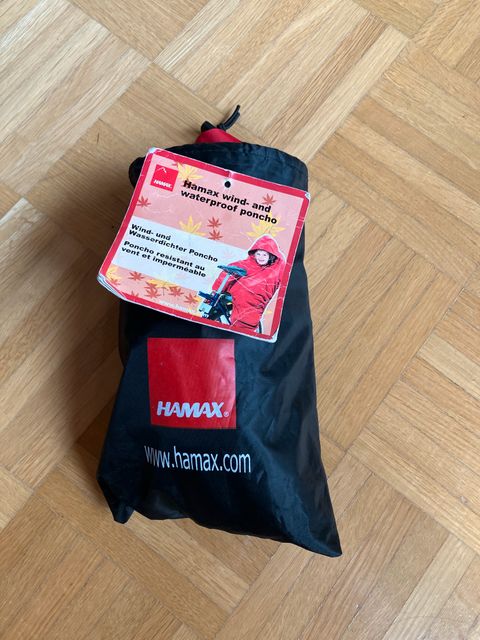 HAMAX
Hamax wind- and
waterproof poncho
Wind- und
Wasserdichter Poncho
Poncho resistant au
vent et imperméable
HAMAX®
www.hamax.com